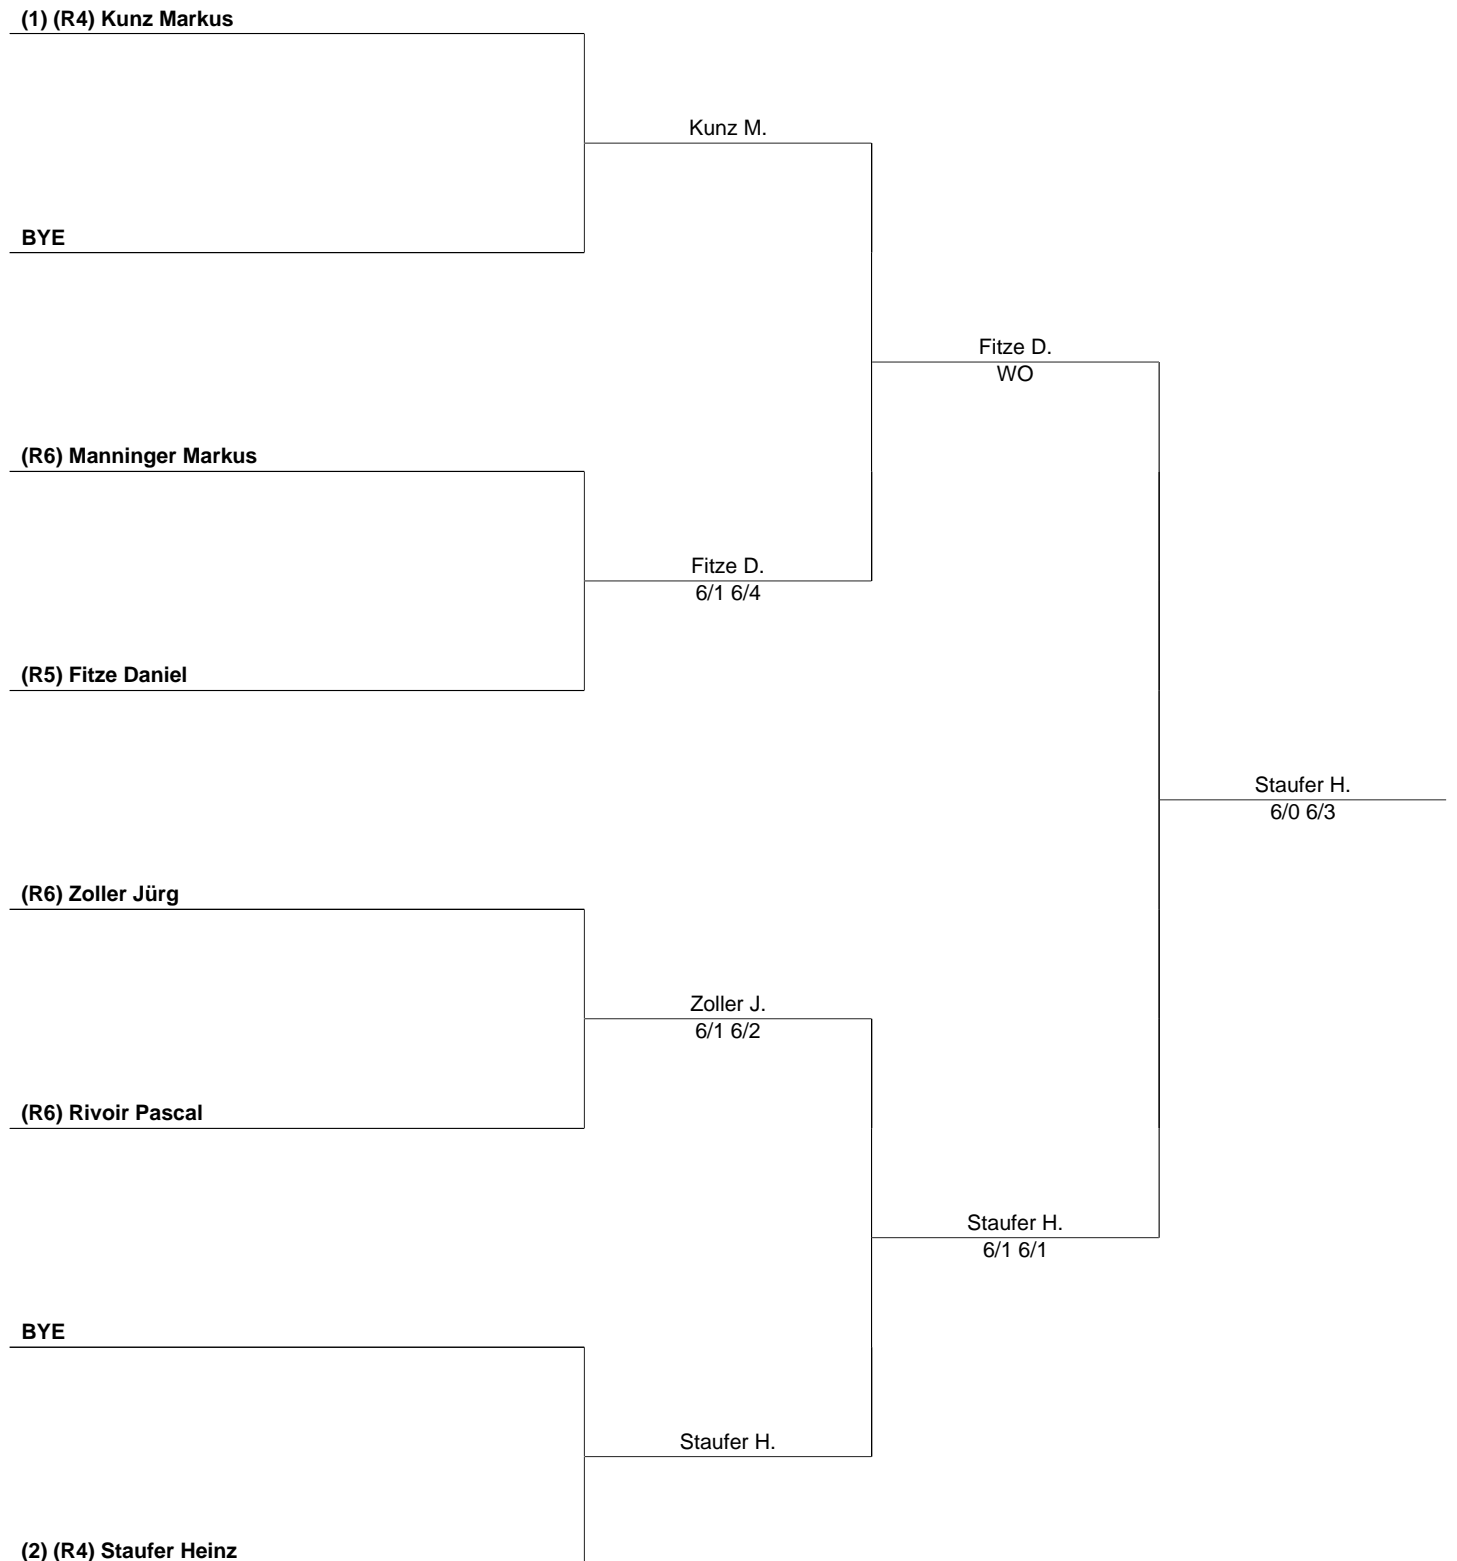 (1) (R4) Kunz Markus
Kunz M.
BYE
Fitze D.
WO
(R6) Manninger Markus
Fitze D.
6/1 6/4
(R5) Fitze Daniel
Staufer H.
6/0 6/3
(R6) Zoller Jürg
Zoller J.
6/1 6/2
(R6) Rivoir Pascal
Staufer H.
6/1 6/1
BYE
Staufer H.
(2) (R4) Staufer Heinz